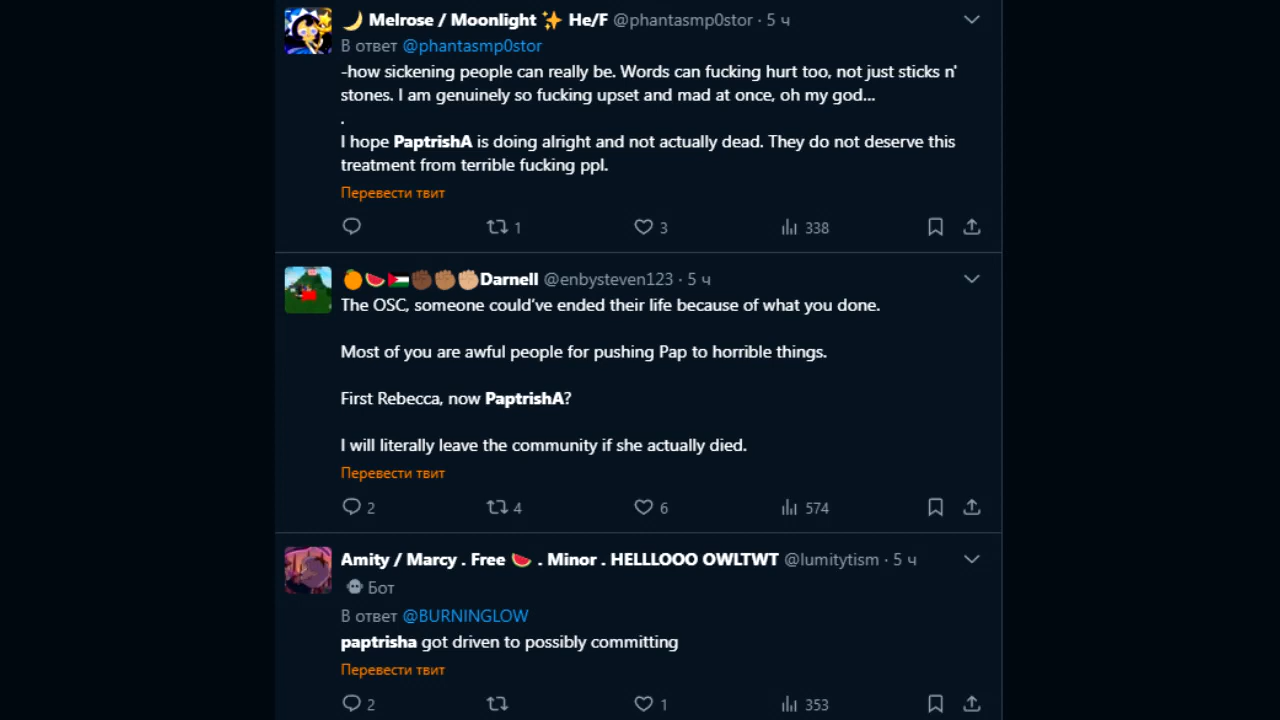 🌙 Melrose / Moonlight ✨ He/F @phantasmp0stor · 5 ч
В ответ @phantasmp0stor
-how sickening people can really be. Words can fucking hurt too, not just sticks n'
stones. I am genuinely so fucking upset and mad at once, oh my god...
.
I hope PaptrishA is doing alright and not actually dead. They do not deserve this
treatment from terrible fucking ppl.
Перевести твит
1 3 338
🍊🍉🇵🇸✊🏿✊🏽✊🏼Darnell @enbysteven123 · 5 ч
The OSC, someone could've ended their life because of what you done.
Most of you are awful people for pushing Pap to horrible things.
First Rebecca, now PaptrishA?
I will literally leave the community if she actually died.
Перевести твит
2 4 6 574
Amity / Marcy . Free 🍉 . Minor . HELLLOOO OWLTWT @lumitytism · 5 ч
Бот
В ответ @BURNINGLOW
paptrisha got driven to possibly committing
Перевести твит
2 1 353